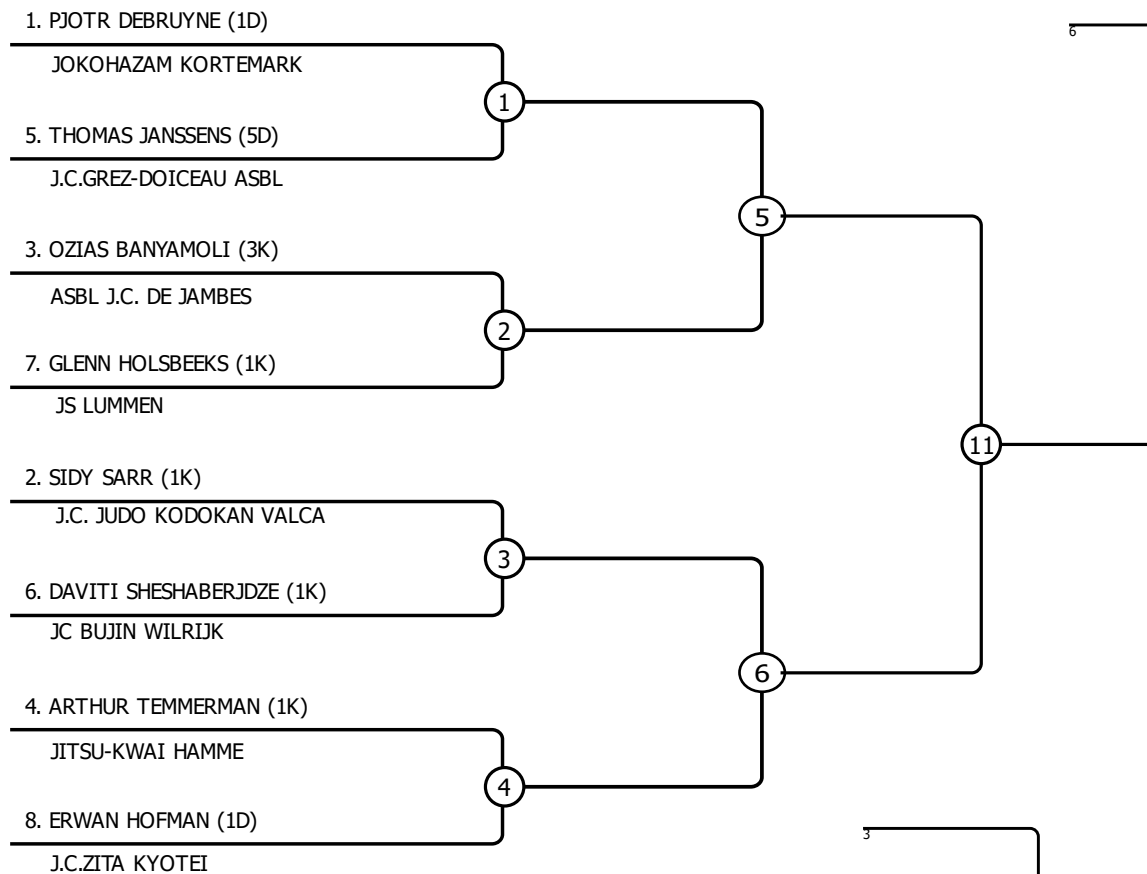 1. PJOTR DEBRUYNE (1D)
6
JOKOHAZAM KORTEMARK
1
5. THOMAS JANSSENS (5D)
J.C.GREZ-DOICEAU ASBL
5
3. OZIAS BANYAMOLI (3K)
ASBL J.C. DE JAMBES
2
7. GLENN HOLSBEEKS (1K)
JS LUMMEN
11
2. SIDY SARR (1K)
J.C. JUDO KODOKAN VALCA
3
6. DAVITI SHESHABERJDZE (1K)
JC BUJIN WILRIJK
6
4. ARTHUR TEMMERMAN (1K)
JITSU-KWAI HAMME
4
8. ERWAN HOFMAN (1D)
3
J.C.ZITA KYOTEI